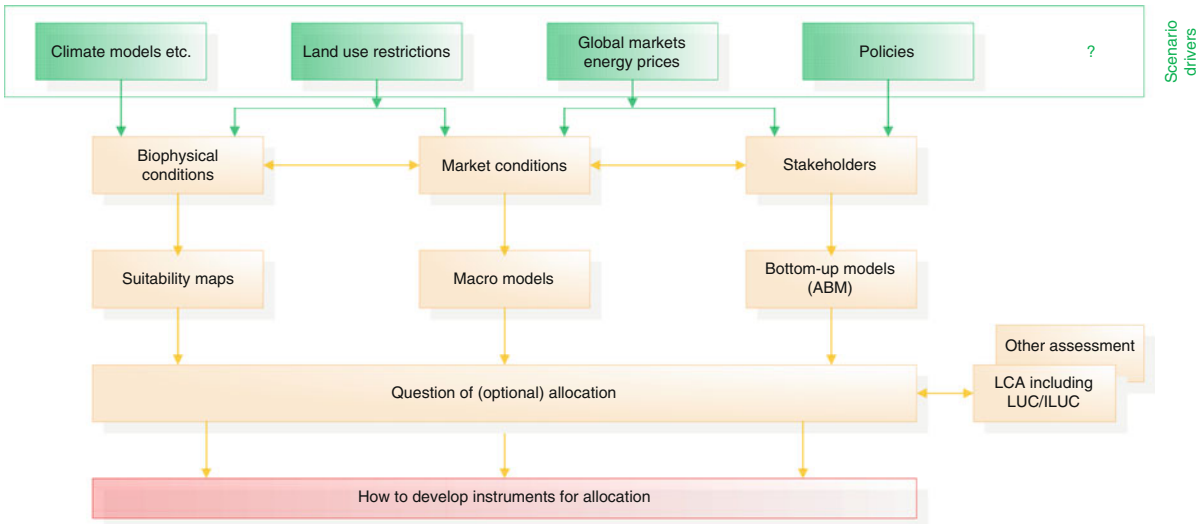 Climate models etc.
Land use restrictions
Global markets
energy prices
Policies
?
Scenario
drivers
Biophysical
conditions
Market conditions
Stakeholders
Suitability maps
Macro models
Bottom-up models
(ABM)
Other assessment
Question of (optional) allocation
LCA including
LUC/ILUC
How to develop instruments for allocation